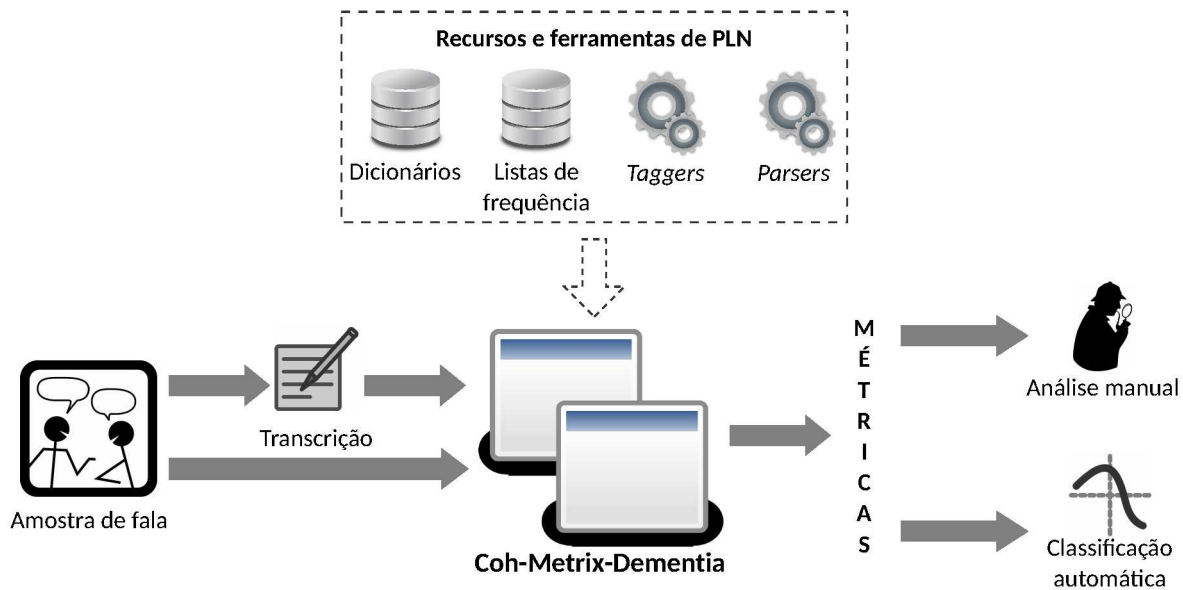 Recursos e ferramentas de PLN
Dicionários
Listas de
frequência
Taggers
Parsers
Amostra de fala
Transcrição
Coh-Metrix-Dementia
M
É
T
R
I
C
A
S
Análise manual
Classificação
automática